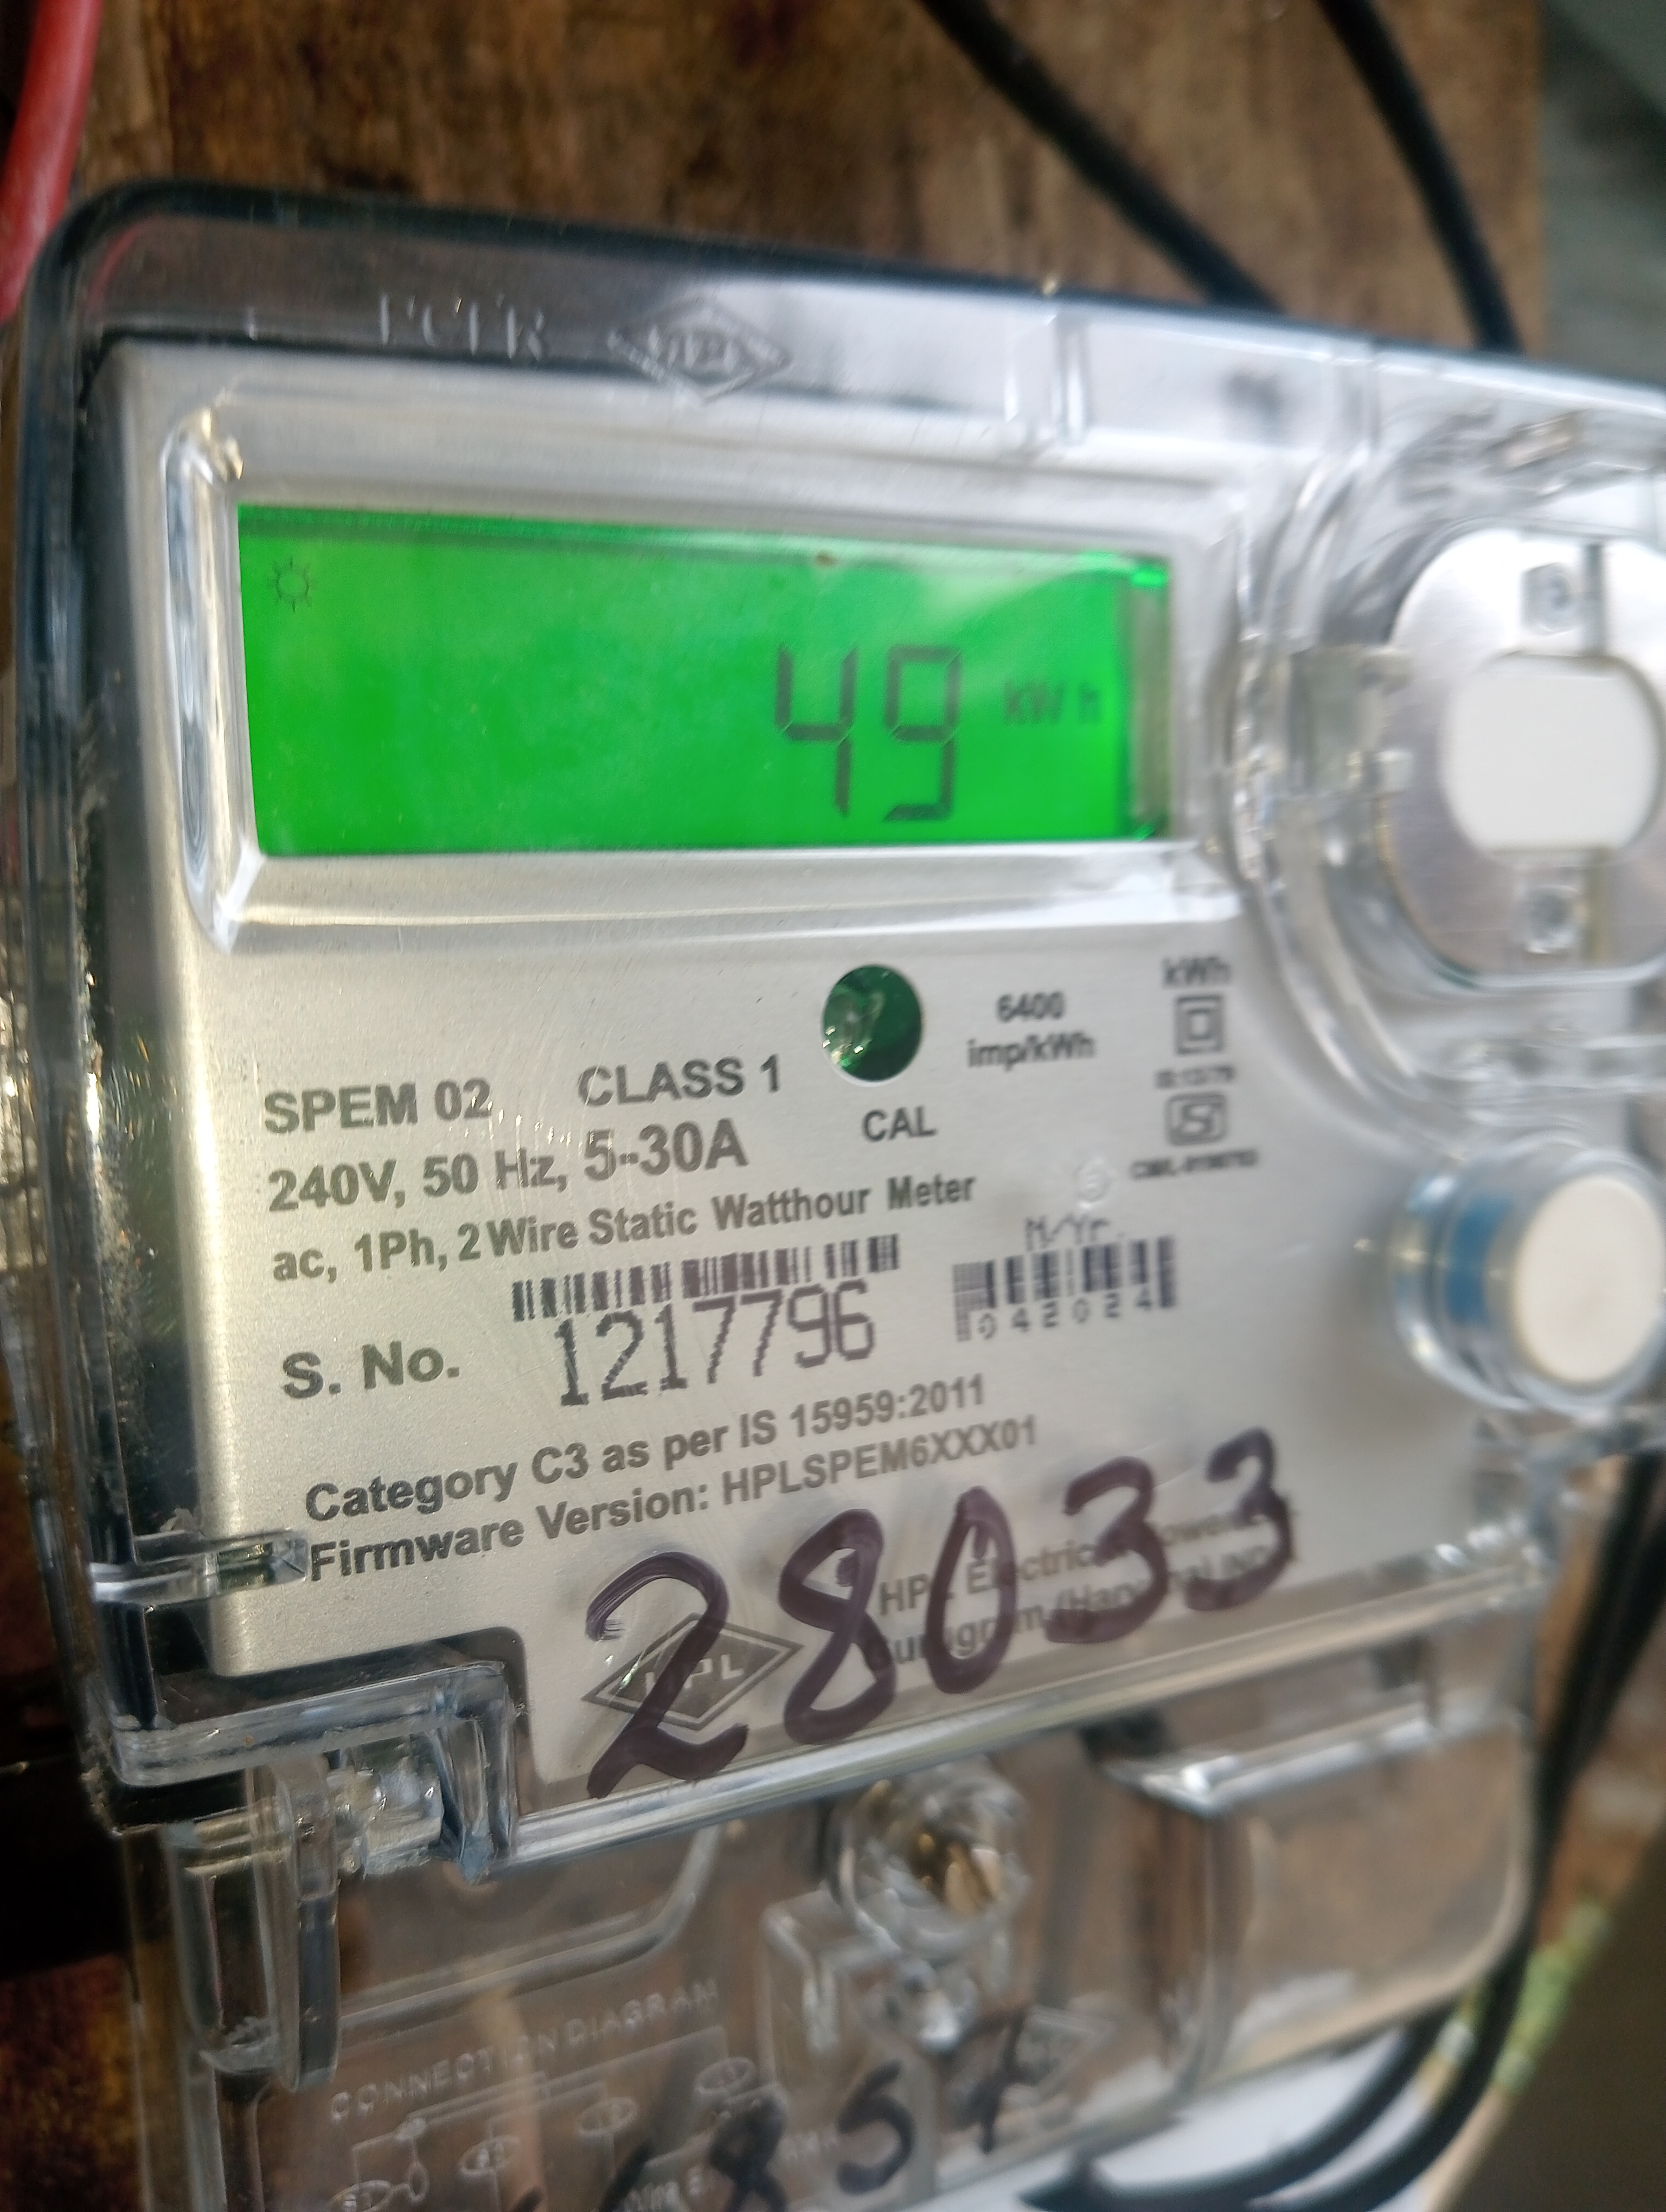 HPL
49 kWh
6400
imp/kWh
kWh
SPEM 02 CLASS 1
CAL
240V, 50 Hz, 5-30A
ac, 1Ph, 2 Wire Static Watthour Meter
M/Yr.
S. No. 1217796
042024
Category C3 as per IS 15959:2011
Firmware Version: HPLSPEM6XXX01
28033
HPL
CONNECTION DIAGRAM
857